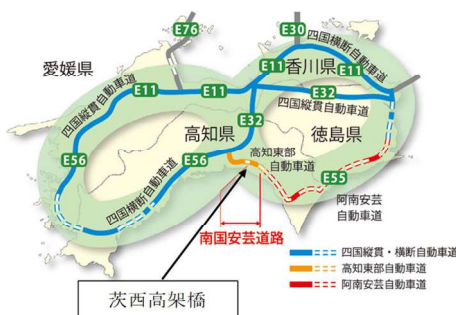 E76
E30
愛媛県
四国縦貫自動車道
E11
E11
E11
香川県
E11
四国横断自動車道
E32
四国縦貫自動車道
高知県
E32
徳島県
E56
E56
四国横断自動車道
高知東部
自動車道
E55
阿南安芸
自動車道
南国安芸道路
茨西高架橋
四国縦貫・横断自動車道
高知東部自動車道
阿南安芸自動車道